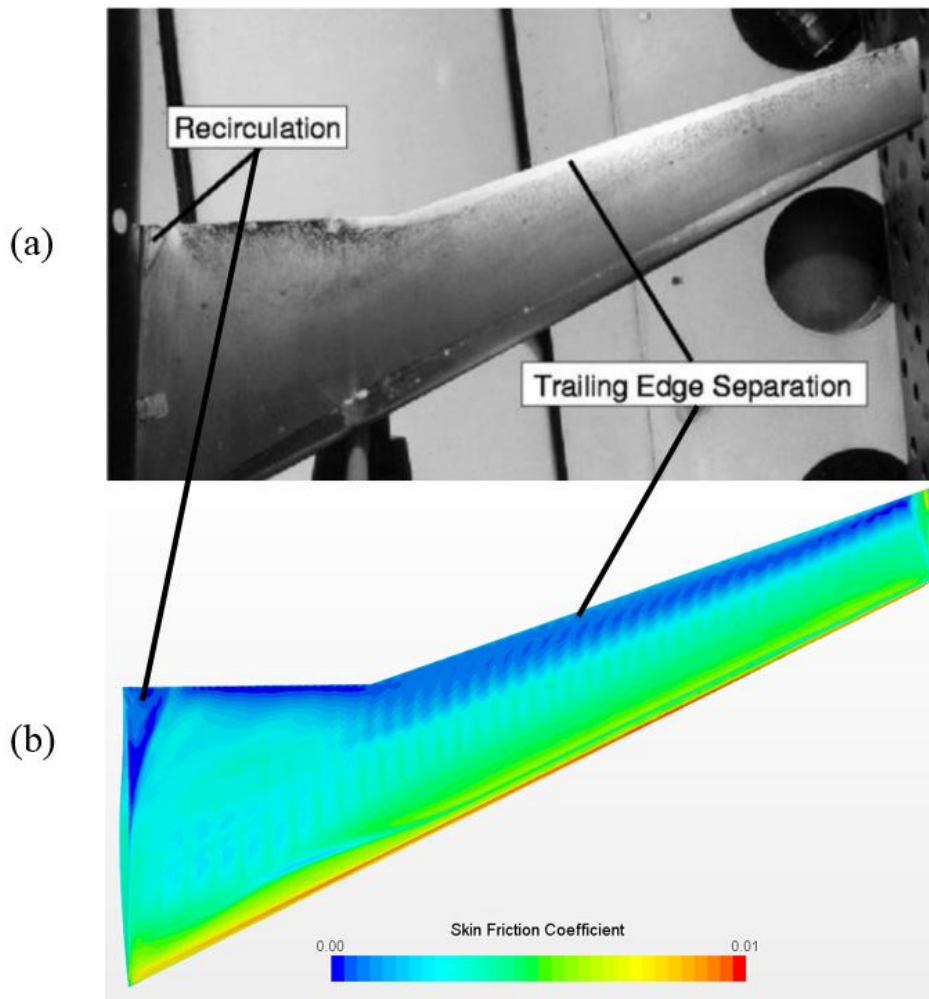 Recirculation
(a)
Trailing Edge Separation
(b)
Skin Friction Coefficient
0.00 0.01